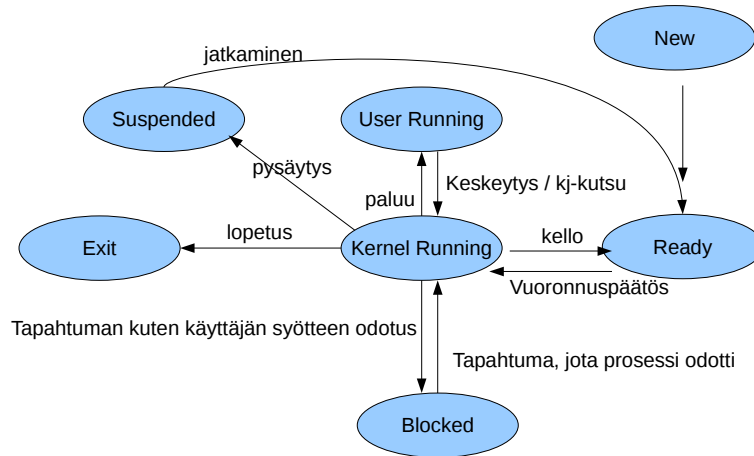 New
jatkaminen
Suspended
User Running
pysäytys
Keskeytys / kj-kutsu
paluu
Exit
lopetus
Kernel Running
kello
Ready
Vuoronnuspäätös
Tapahtuman kuten käyttäjän syötteen odotus
Tapahtuma, jota prosessi odotti
Blocked